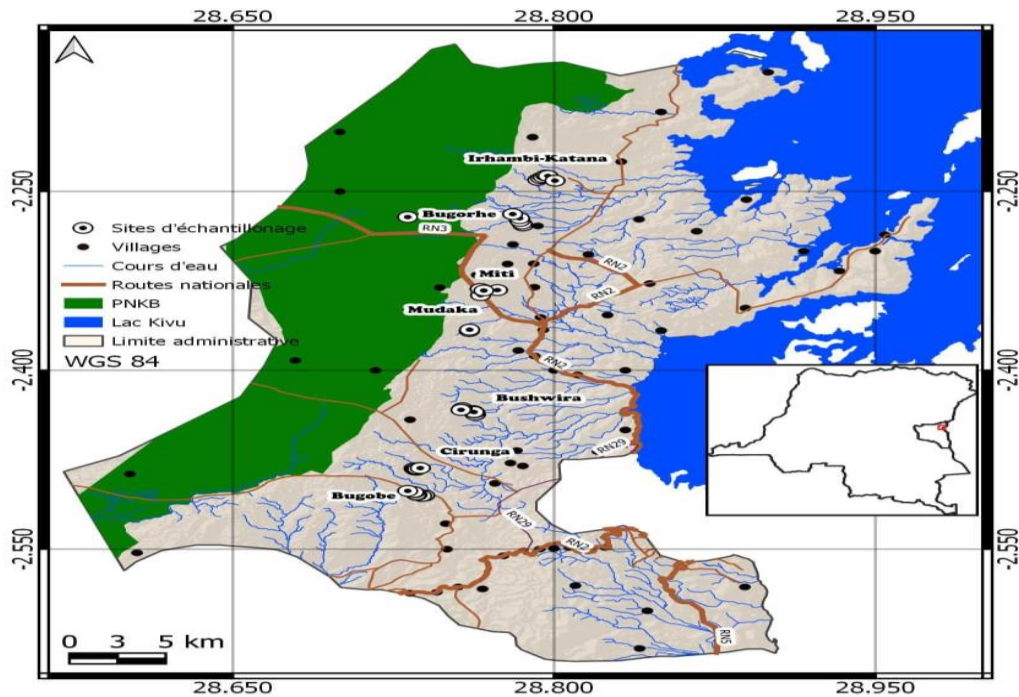 28.650 28.800 28.950
Irhambi-Katana
-2.250 -2.250
Bugorhe
Sites d'échantillonage
RN3
Villages
Cours d'eau
RN2
Miti
Routes nationales
RN2
PNKB
Mudaka
Lac Kivu
Limite administrative
WGS 84
RN2
-2.400 -2.400
Bushwira
RN29
Cirunga
Bugobe
RN29
RN2
-2.550 -2.550
RN5
0 3 5 km
28.650 28.800 28.950